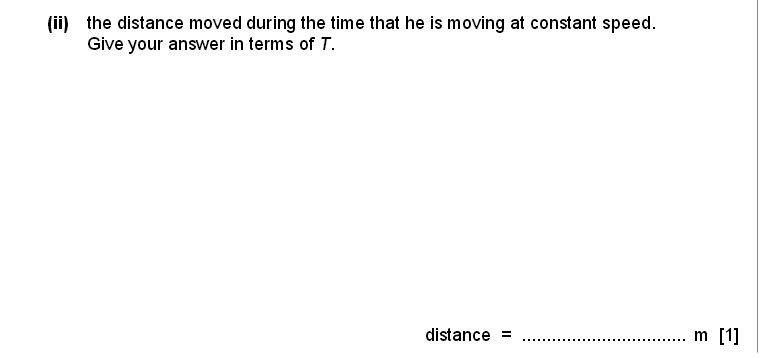 (ii) the distance moved during the time that he is moving at constant speed.
Give your answer in terms of T.
distance = ................................. m [1]